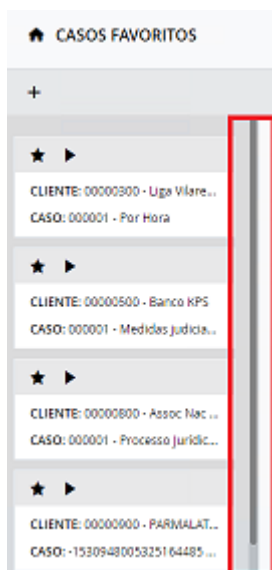 CASOS FAVORITOS
+
CLIENTE: 00000300 - Liga Vilare...
CASO: 000001 - Por Hora
CLIENTE: 00000500 - Banco KPS
CASO: 000001 - Medidas judicia...
CLIENTE: 00000800 - Assoc Nac ...
CASO: 000001 - Processo Jurídic...
CLIENTE: 00000900 - PARMALAT...
CASO: -1530948005325164485 ...